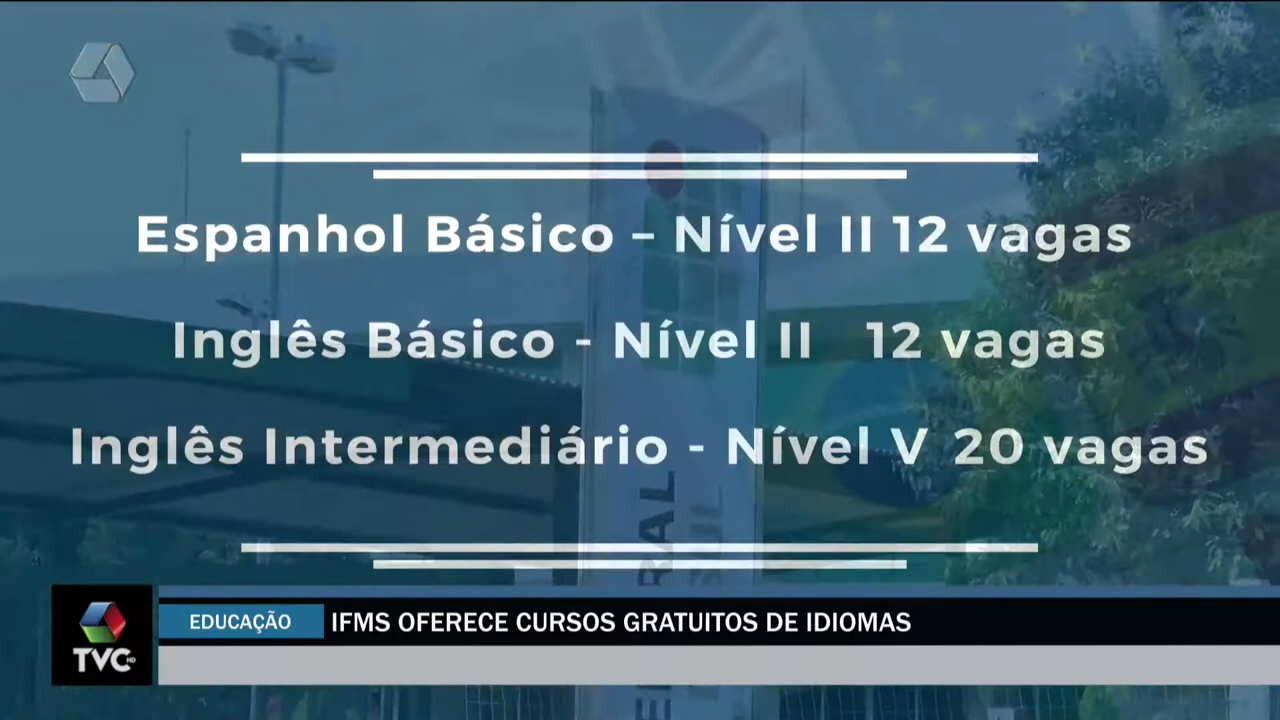 Espanhol Básico – Nível II 12 vagas
Inglês Básico - Nível II 12 vagas
Inglês Intermediário - Nível V 20 vagas
EDUCAÇÃO
IFMS OFERECE CURSOS GRATUITOS DE IDIOMAS
TVC HD